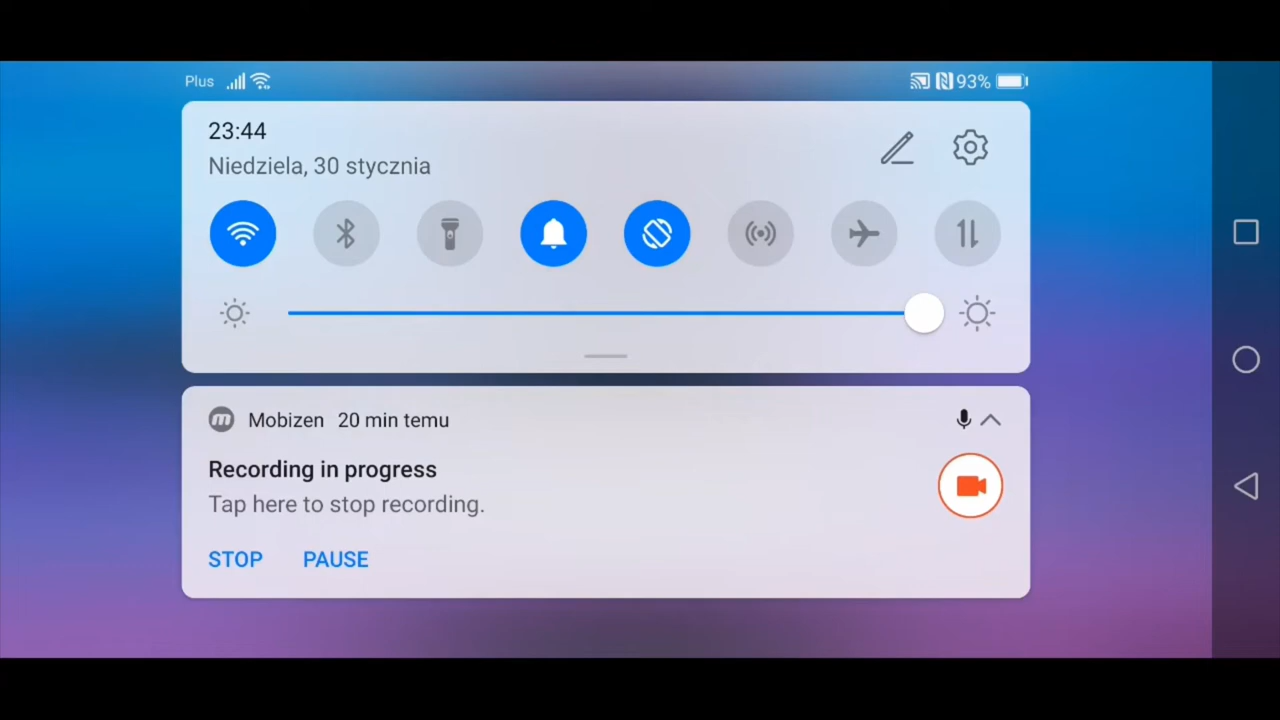 Plus 93%
23:44
Niedziela, 30 stycznia
Mobizen 20 min temu
Recording in progress
Tap here to stop recording.
STOP PAUSE